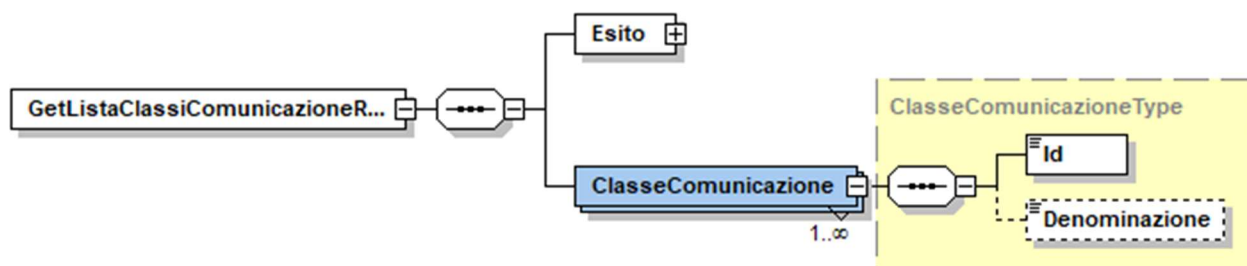 Esito
GetListaClassiComunicazioneR...
ClasseComunicazioneType
Id
ClasseComunicazione
Denominazione
1..∞